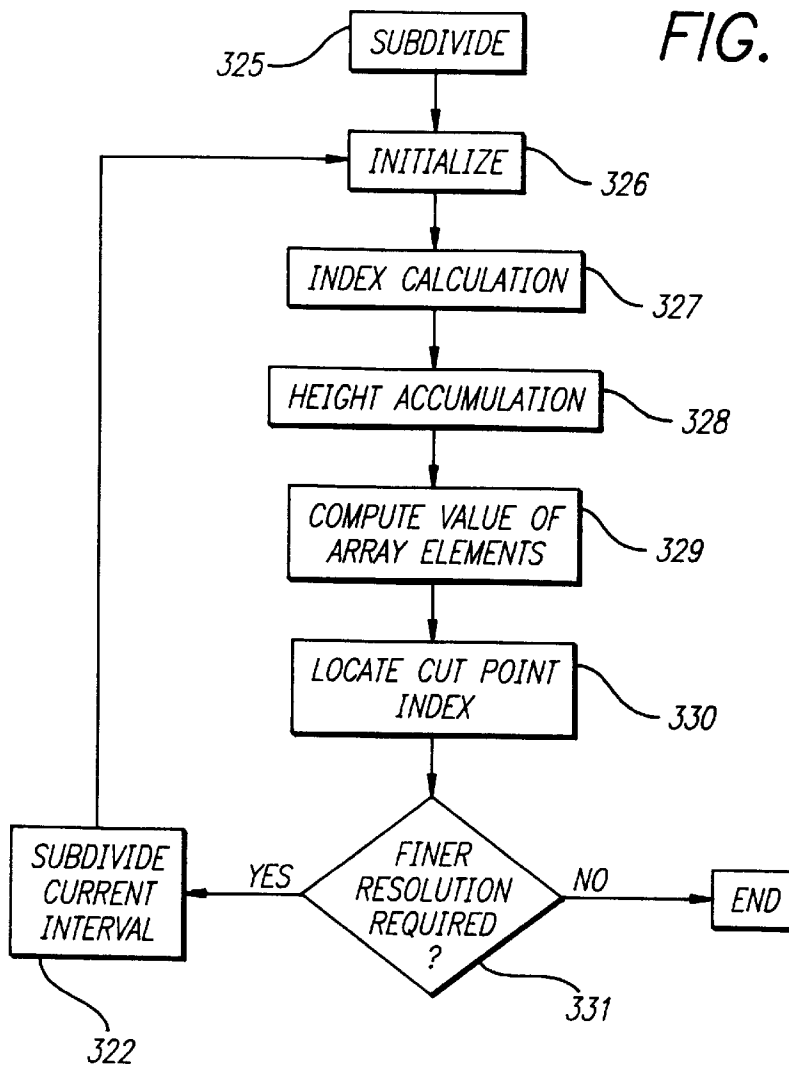 FIG.
SUBDIVIDE
325
INITIALIZE
326
INDEX CALCULATION
327
HEIGHT ACCUMULATION
328
COMPUTE VALUE OF
ARRAY ELEMENTS
329
LOCATE CUT POINT
INDEX
330
FINER
RESOLUTION
REQUIRED
?
331
YES
NO
END
SUBDIVIDE
CURRENT
INTERVAL
322